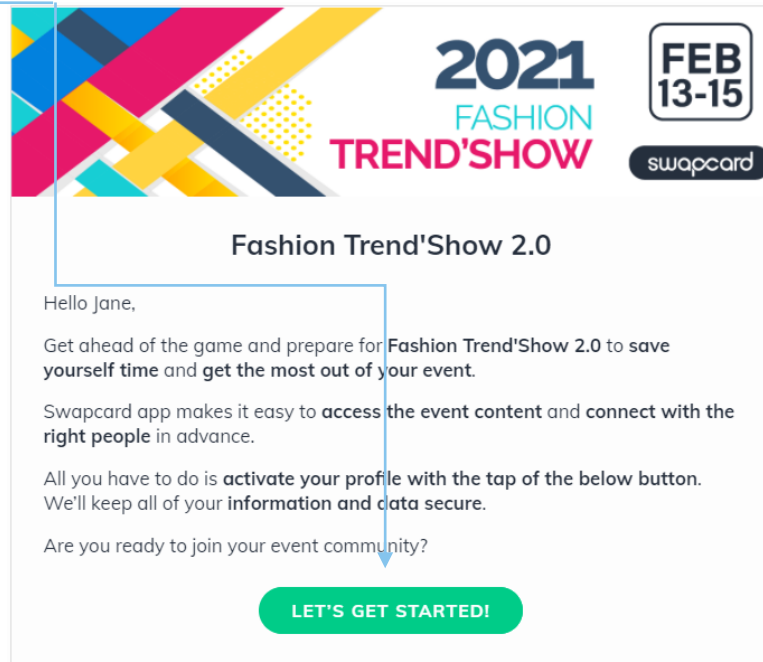 2021
FASHION
TREND'SHOW
FEB
13-15
swapcard
Fashion Trend'Show 2.0
Hello Jane,
Get ahead of the game and prepare for Fashion Trend'Show 2.0 to save
yourself time and get the most out of your event.
Swapcard app makes it easy to access the event content and connect with the
right people in advance.
All you have to do is activate your profile with the tap of the below button.
We’ll keep all of your information and data secure.
Are you ready to join your event community?
LET'S GET STARTED!